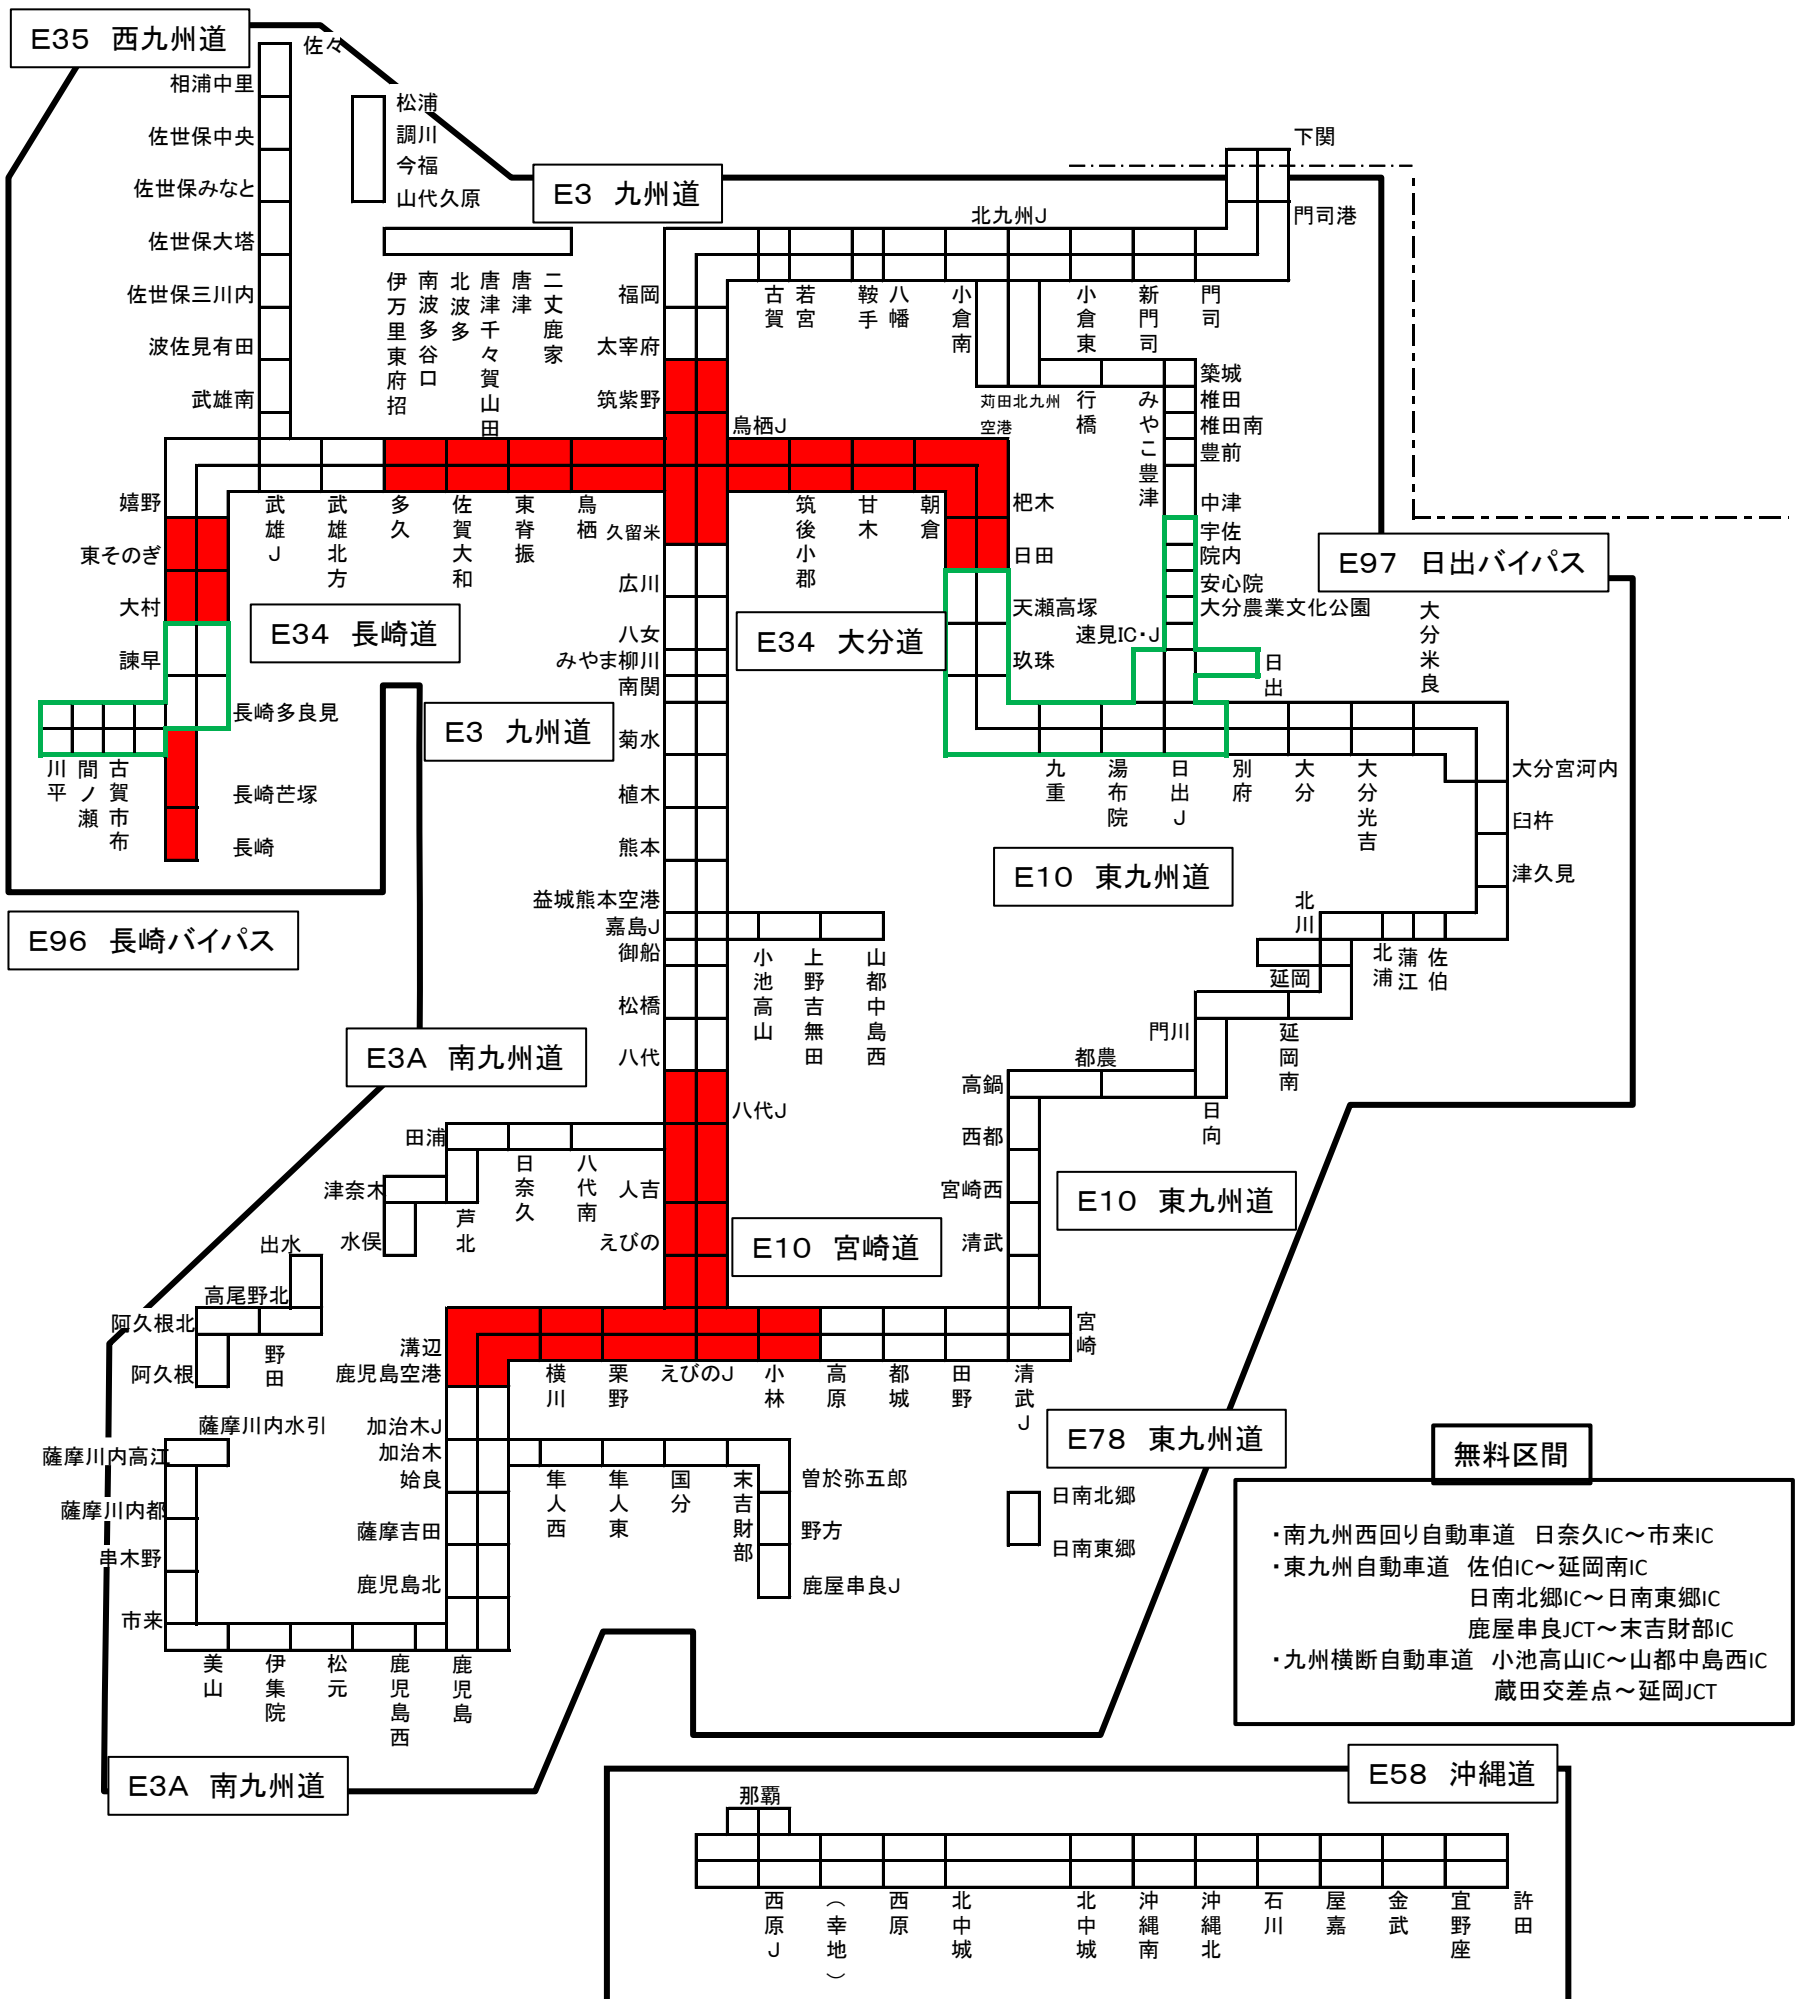 E35 西九州道
佐々
相浦中里
佐世保中央
佐世保みなと
佐世保大塔
佐世保三川内
波佐見有田
武雄南
松浦
調川
今福
山代久原
E3 九州道
下関
門司港
北九州J
伊万里東府招
南波多谷口
北波多
唐津千々賀山田
唐津
二丈鹿家
福岡
太宰府
筑紫野
古賀
若宮
鞍手
八幡
小倉南
小倉東
新門司
門司
苅田北九州
空港
行橋
みやこ豊津
築城
椎田
椎田南
豊前
中津
宇佐
院内
安心院
大分農業文化公園
速見IC・J
日出
鳥栖J
嬉野
東そのぎ
大村
諫早
長崎多良見
長崎芒塚
長崎
川平
間ノ瀬
古賀市布
武雄J
武雄北方
多久
佐賀大和
東脊振
鳥栖
久留米
筑後小郡
甘木
朝倉
杷木
日田
天瀬高塚
玖珠
E97 日出バイパス
E34 長崎道
E34 大分道
広川
八女
みやま柳川
南関
菊水
植木
熊本
益城熊本空港
嘉島J
御船
松橋
八代
E3 九州道
九重
湯布院
日出J
別府
大分
大分光吉
大分米良
大分宮河内
臼杵
津久見
E10 東九州道
E96 長崎バイパス
小池高山
上野吉無田
山都中島西
北川
延岡
北浦
蒲江
佐伯
延岡南
門川
日向
都農
高鍋
西都
宮崎西
清武
E3A 南九州道
八代J
田浦
日奈久
八代南
津奈木
芦北
水俣
人吉
えびの
E10 宮崎道
E10 東九州道
出水
高尾野北
阿久根北
野田
阿久根
溝辺
鹿児島空港
横川
栗野
えびのJ
小林
高原
都城
田野
清武J
宮崎
薩摩川内水引
薩摩川内高江
薩摩川内都
串木野
市来
加治木J
加治木
姶良
薩摩吉田
鹿児島北
隼人西
隼人東
国分
末吉財部
曽於弥五郎
野方
鹿屋串良J
E78 東九州道
日南北郷
日南東郷
美山
伊集院
松元
鹿児島西
鹿児島
E3A 南九州道
無料区間
・南九州西回り自動車道 日奈久IC～市来IC
・東九州自動車道 佐伯IC～延岡南IC
日南北郷IC～日南東郷IC
鹿屋串良JCT～末吉財部IC
・九州横断自動車道 小池高山IC～山都中島西IC
蔵田交差点～延岡JCT
E58 沖縄道
那覇
西原J
（幸地）
西原
北中城
北中城
沖縄南
沖縄北
石川
屋嘉
金武
宜野座
許田